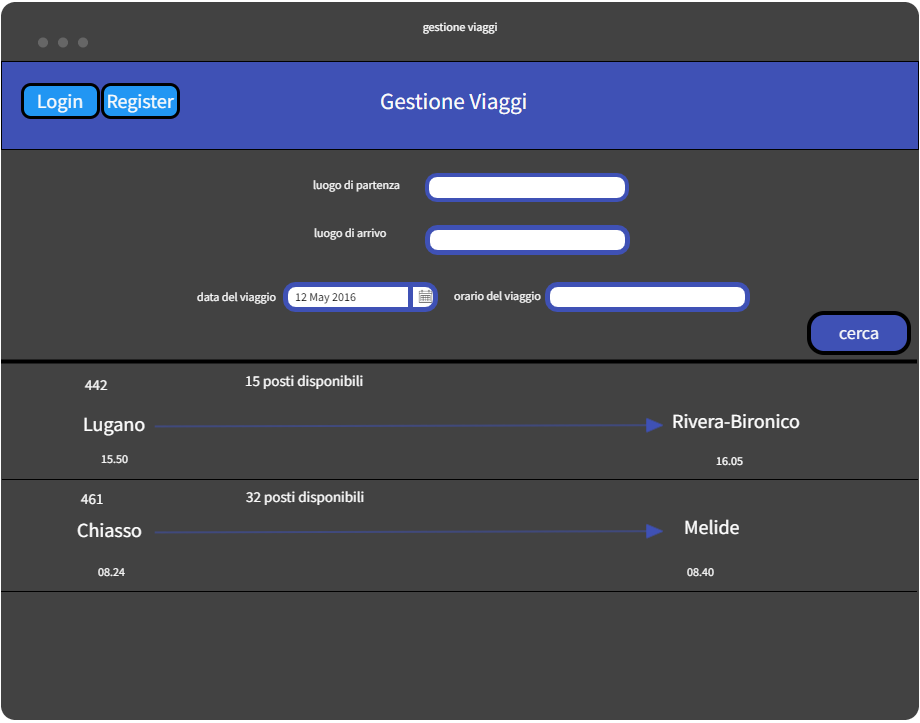 gestione viaggi
Login Register Gestione Viaggi
luogo di partenza
luogo di arrivo
data del viaggio 12 May 2016 orario del viaggio
cerca
442 15 posti disponibili
Lugano Rivera-Bironico
15.50 16.05
461 32 posti disponibili
Chiasso Melide
08.24 08.40